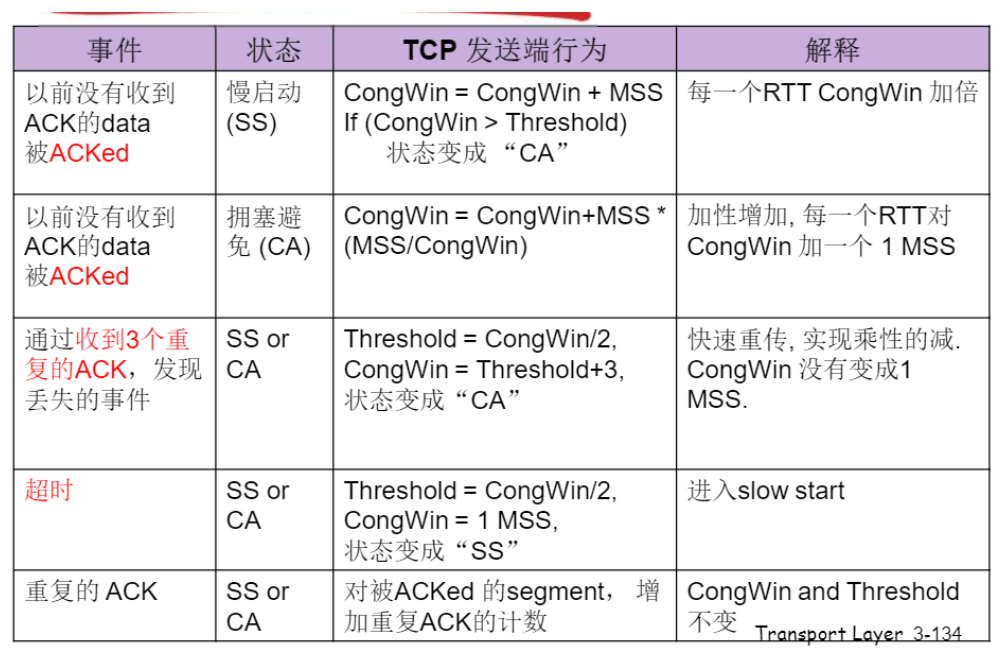 事件
状态
TCP 发送端行为
解释
以前没有收到
ACK的data
被ACKed
慢启动
(SS)
CongWin = CongWin + MSS
If (CongWin > Threshold)
状态变成 “CA”
每一个RTT CongWin 加倍
以前没有收到
ACK的data
被ACKed
拥塞避
免 (CA)
CongWin = CongWin+MSS *
(MSS/CongWin)
加性增加, 每一个RTT对
CongWin 加一个 1 MSS
通过收到3个重
复的ACK，发现
丢失的事件
SS or
CA
Threshold = CongWin/2,
CongWin = Threshold+3,
状态变成“CA”
快速重传, 实现乘性的减.
CongWin 没有变成1
MSS.
超时
SS or
CA
Threshold = CongWin/2,
CongWin = 1 MSS,
状态变成“SS”
进入slow start
重复的 ACK
SS or
CA
对被ACKed 的segment， 增
加重复ACK的计数
CongWin and Threshold
不变
Transport Layer 3-134